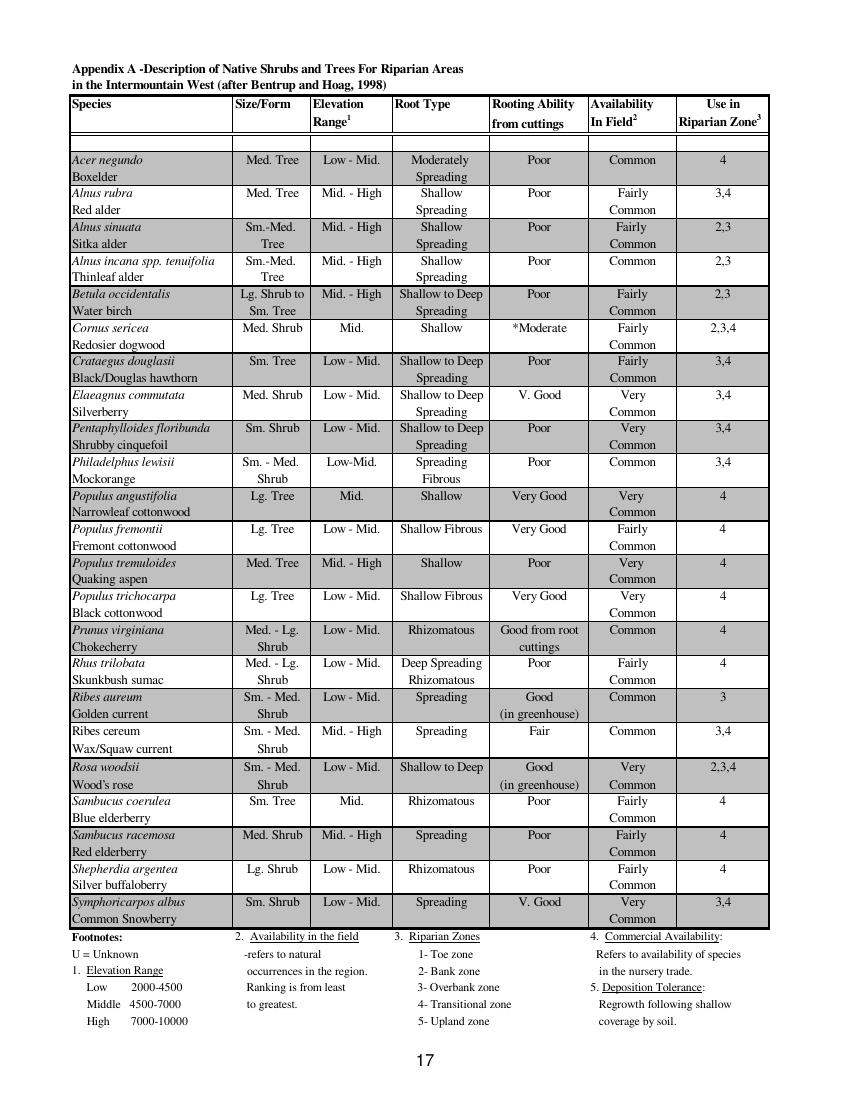 Appendix A -Description of Native Shrubs and Trees For Riparian Areas
in the Intermountain West (after Bentrup and Hoag, 1998)
Species Size/Form Elevation Root Type Rooting Ability Availability Use in
Range1 from cuttings In Field2 Riparian Zone3
Acer negundo Med. Tree Low - Mid. Moderately Poor Common 4
Boxelder Spreading
Alnus rubra Med. Tree Mid. - High Shallow Poor Fairly 3,4
Red alder Spreading Common
Alnus sinuata Sm.-Med. Mid. - High Shallow Poor Fairly 2,3
Sitka alder Tree Spreading Common
Alnus incana spp. tenuifolia Sm.-Med. Mid. - High Shallow Poor Common 2,3
Thinleaf alder Tree Spreading
Betula occidentalis Lg. Shrub to Mid. - High Shallow to Deep Poor Fairly 2,3
Water birch Sm. Tree Spreading Common
Cornus sericea Med. Shrub Mid. Shallow *Moderate Fairly 2,3,4
Redosier dogwood Common
Crataegus douglasii Sm. Tree Low - Mid. Shallow to Deep Poor Fairly 3,4
Black/Douglas hawthorn Spreading Common
Elaeagnus commutata Med. Shrub Low - Mid. Shallow to Deep V. Good Very 3,4
Silverberry Spreading Common
Pentaphylloides floribunda Sm. Shrub Low - Mid. Shallow to Deep Poor Very 3,4
Shrubby cinquefoil Spreading Common
Philadelphus lewisii Sm. - Med. Low-Mid. Spreading Poor Common 3,4
Mockorange Shrub Fibrous
Populus angustifolia Lg. Tree Mid. Shallow Very Good Very 4
Narrowleaf cottonwood Common
Populus fremontii Lg. Tree Low - Mid. Shallow Fibrous Very Good Fairly 4
Fremont cottonwood Common
Populus tremuloides Med. Tree Mid. - High Shallow Poor Very 4
Quaking aspen Common
Populus trichocarpa Lg. Tree Low - Mid. Shallow Fibrous Very Good Very 4
Black cottonwood Common
Prunus virginiana Med. - Lg. Low - Mid. Rhizomatous Good from root Common 4
Chokecherry Shrub cuttings
Rhus trilobata Med. - Lg. Low - Mid. Deep Spreading Poor Fairly 4
Skunkbush sumac Shrub Rhizomatous Common
Ribes aureum Sm. - Med. Low - Mid. Spreading Good Common 3
Golden current Shrub (in greenhouse)
Ribes cereum Sm. - Med. Mid. - High Spreading Fair Common 3,4
Wax/Squaw current Shrub
Rosa woodsii Sm. - Med. Low - Mid. Shallow to Deep Good Very 2,3,4
Wood's rose Shrub (in greenhouse) Common
Sambucus coerulea Sm. Tree Mid. Rhizomatous Poor Fairly 4
Blue elderberry Common
Sambucus racemosa Med. Shrub Mid. - High Spreading Poor Fairly 4
Red elderberry Common
Shepherdia argentea Lg. Shrub Low - Mid. Rhizomatous Poor Fairly 4
Silver buffaloberry Common
Symphoricarpos albus Sm. Shrub Low - Mid. Spreading V. Good Very 3,4
Common Snowberry Common
Footnotes: 2. Availability in the field 3. Riparian Zones 4. Commercial Availability:
U = Unknown -refers to natural 1- Toe zone Refers to availability of species
1. Elevation Range occurrences in the region. 2- Bank zone in the nursery trade.
Low 2000-4500 Ranking is from least 3- Overbank zone 5. Deposition Tolerance:
Middle 4500-7000 to greatest. 4- Transitional zone Regrowth following shallow
High 7000-10000 5- Upland zone coverage by soil.
17